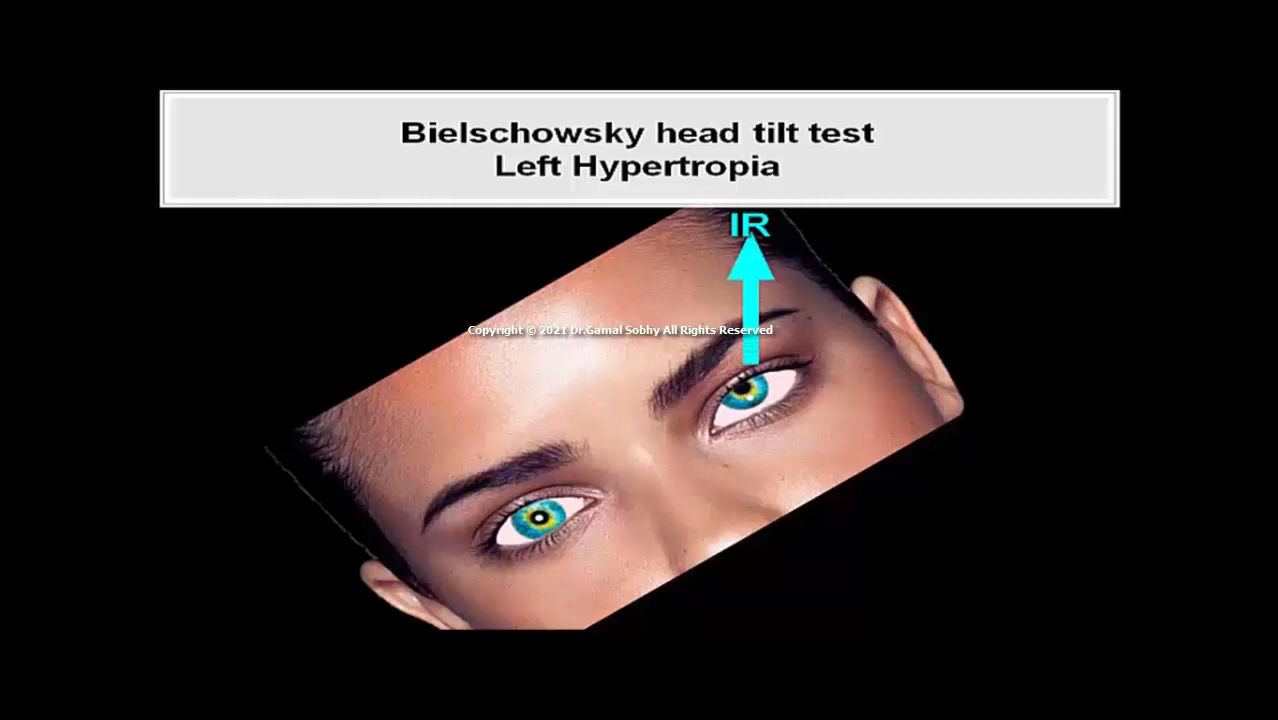 Bielschowsky head tilt test
Left Hypertropia
IR
Copyright © 2021 Dr.Gamal Sobhy All Rights Reserved